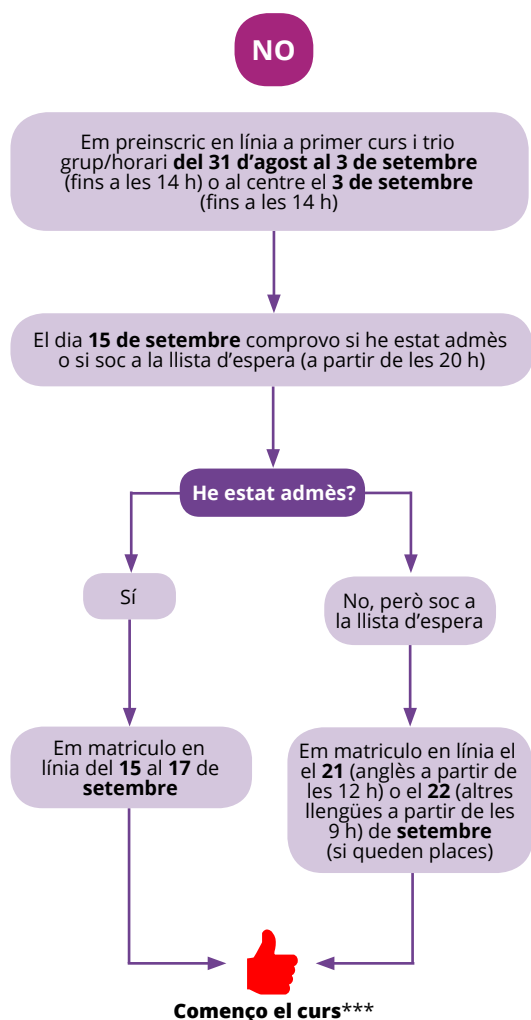 NO
Em preinscric en línia a primer curs i trio
grup/horari del 31 d'agost al 3 de setembre
(fins a les 14 h) o al centre el 3 de setembre
(fins a les 14 h)
El dia 15 de setembre comprovo si he estat admès
o si soc a la llista d'espera (a partir de les 20 h)
He estat admès?
Sí
No, però soc a
la llista d'espera
Em matriculo en
línia del 15 al 17 de
setembre
Em matriculo en línia el
el 21 (anglès a partir de
les 12 h) o el 22 (altres
llengües a partir de les
9 h) de setembre
(si queden places)
Començo el curs***